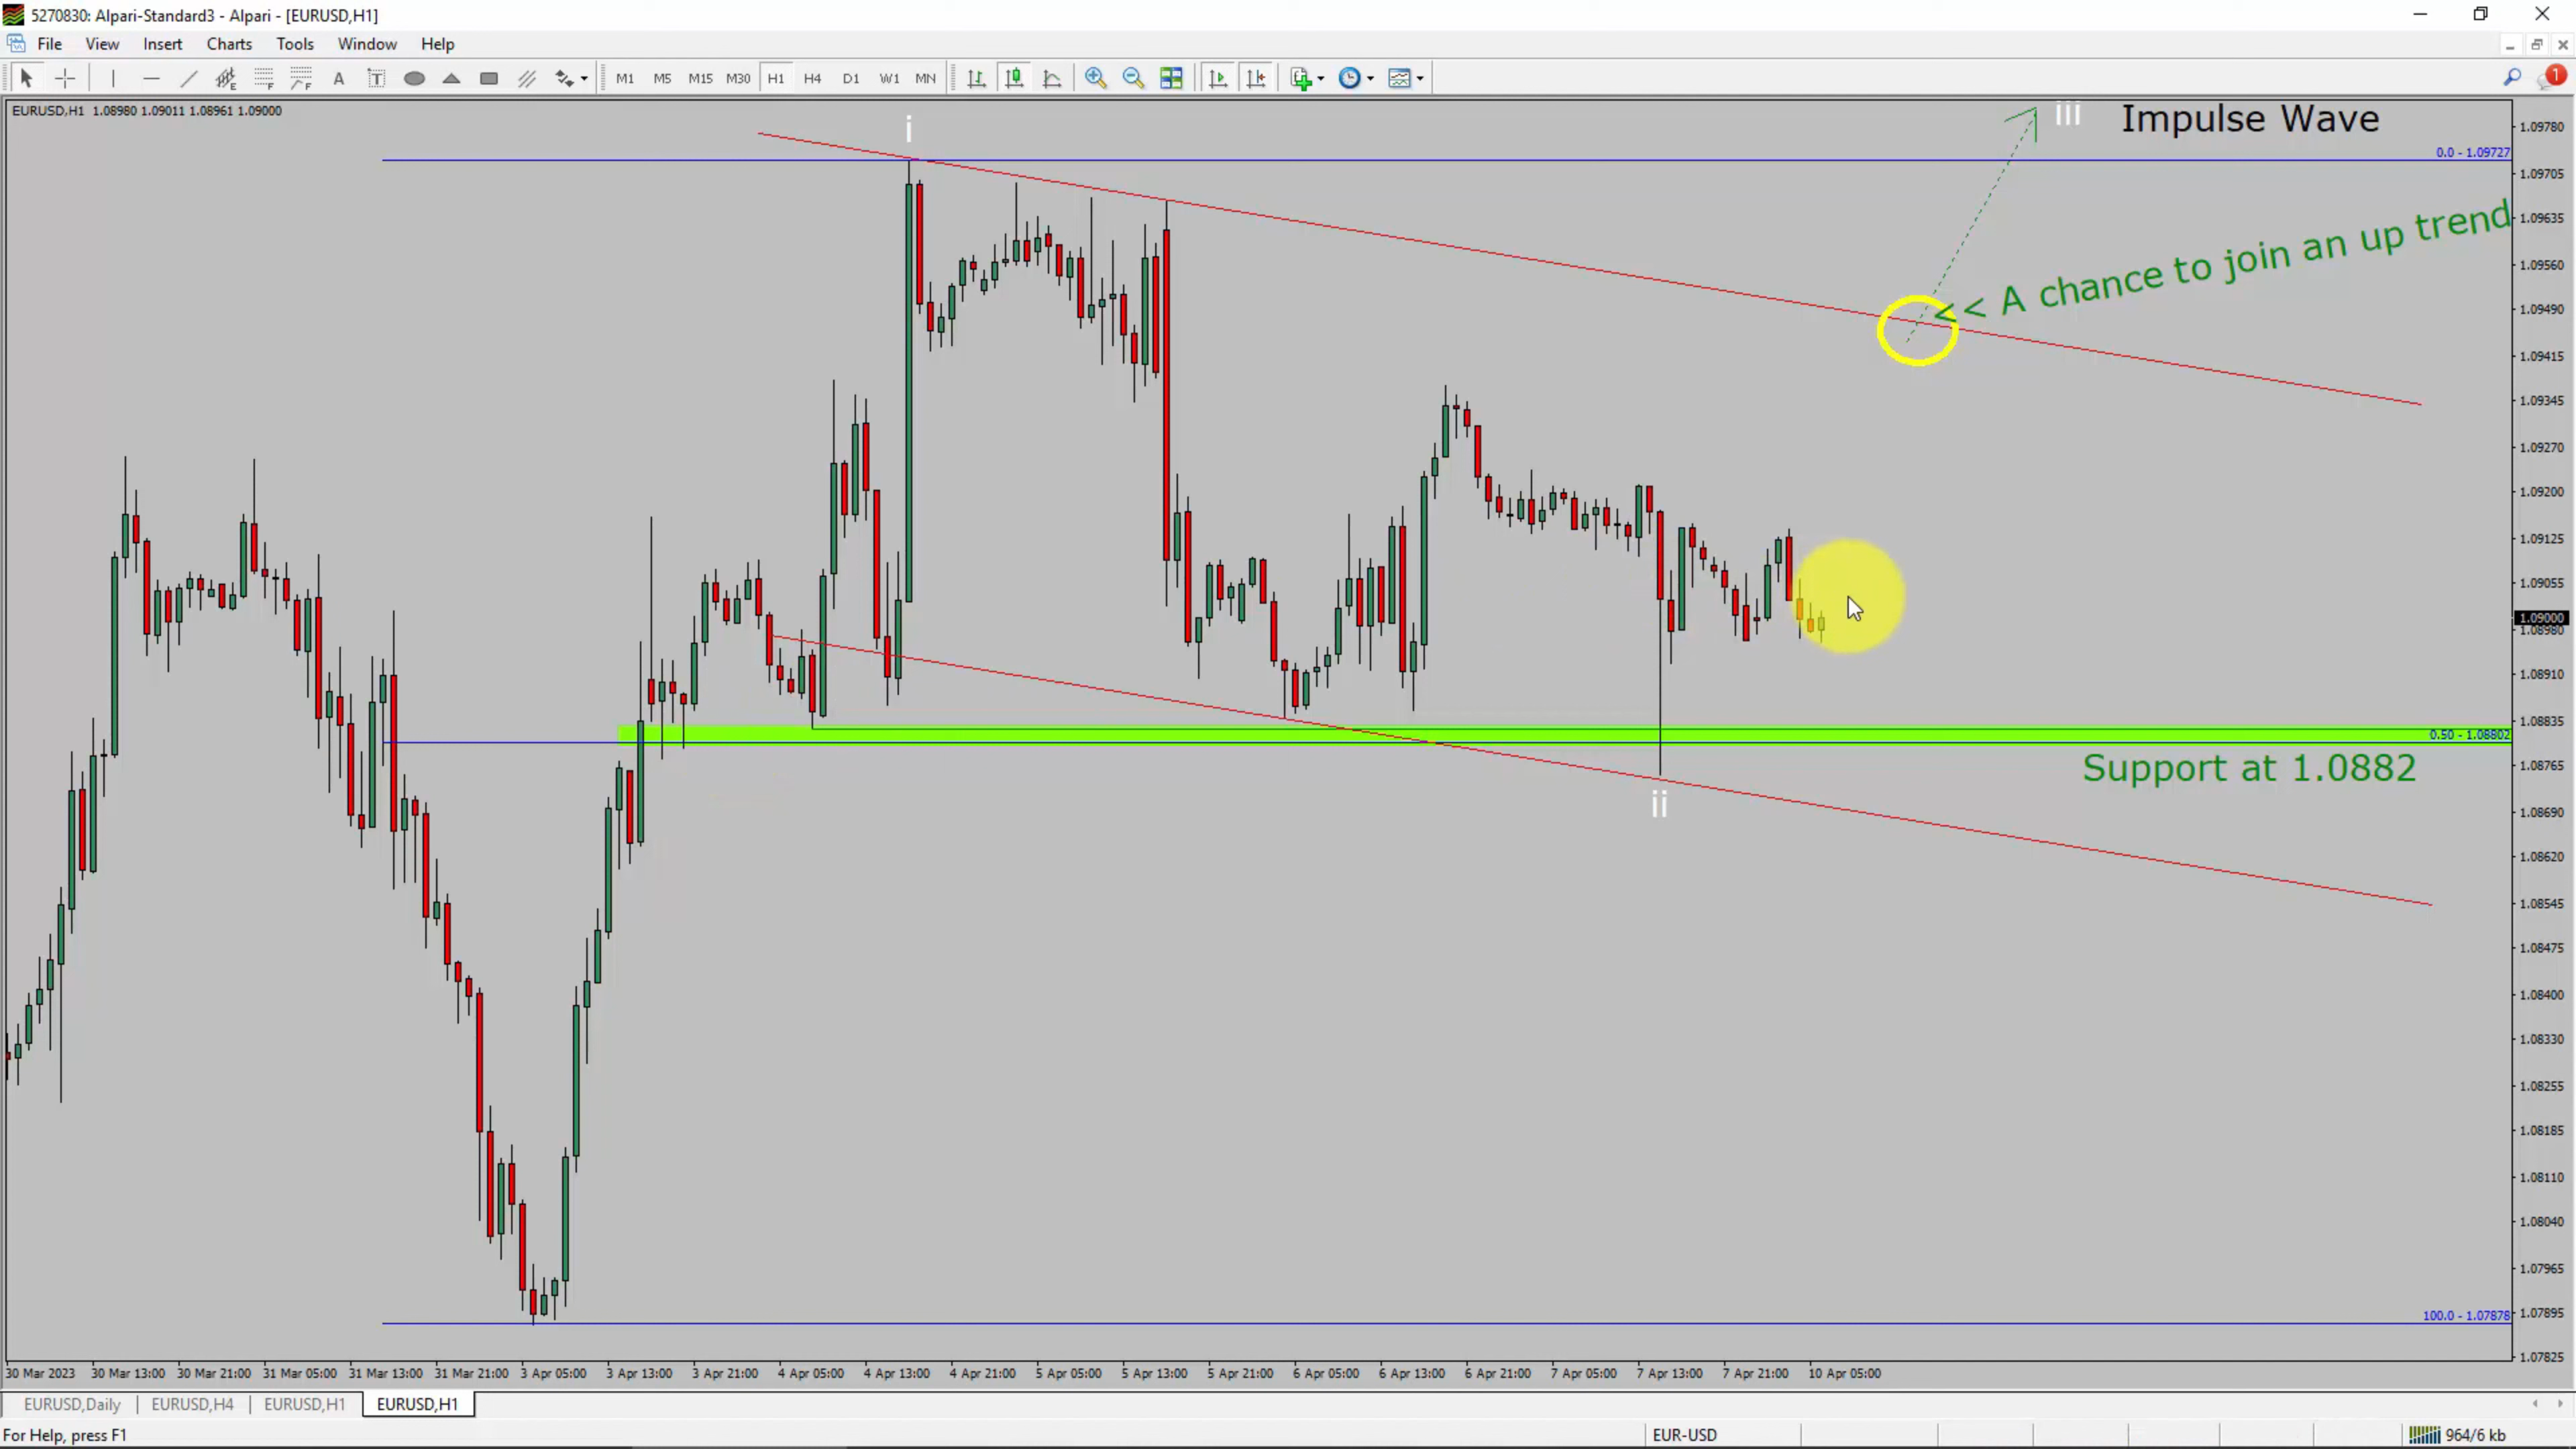 5270830: Alpari-Standard3 - Alpari - [EURUSD,H1]
File View Insert Charts Tools Window Help
A T M1 M5 M15 M30 H1 H4 D1 W1 MN 1
EURUSD,H1 1.08980 1.09011 1.08961 1.09000
i
iii Impulse Wave
1.09780
0.0 - 1.09727
1.09705
1.09635
<< A chance to join an up trend
1.09560
1.09490
1.09415
1.09345
1.09270
1.09200
1.09125
1.09055
1.09000
1.08980
1.08910
1.08835
0.50 - 1.08802
Support at 1.0882
1.08765
ii
1.08690
1.08620
1.08545
1.08475
1.08400
1.08330
1.08255
1.08185
1.08110
1.08040
1.07965
1.07895
100.0 - 1.07878
1.07825
30 Mar 2023 30 Mar 13:00 30 Mar 21:00 31 Mar 05:00 31 Mar 13:00 31 Mar 21:00 3 Apr 05:00 3 Apr 13:00 3 Apr 21:00 4 Apr 05:00 4 Apr 13:00 4 Apr 21:00 5 Apr 05:00 5 Apr 13:00 5 Apr 21:00 6 Apr 05:00 6 Apr 13:00 6 Apr 21:00 7 Apr 05:00 7 Apr 13:00 7 Apr 21:00 10 Apr 05:00
EURUSD,Daily EURUSD,H4 EURUSD,H1 EURUSD,H1
For Help, press F1 EUR-USD 964/6 kb